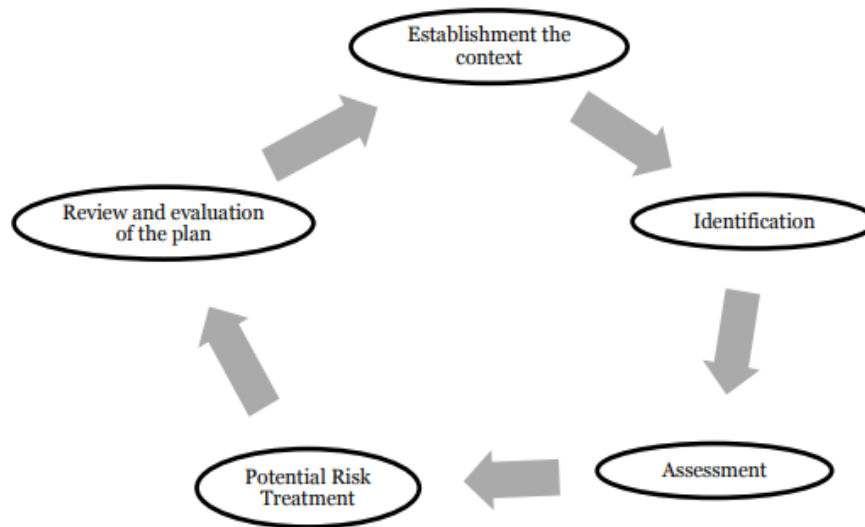 Establishment the
context
Identification
Assessment
Potential Risk
Treatment
Review and evaluation
of the plan